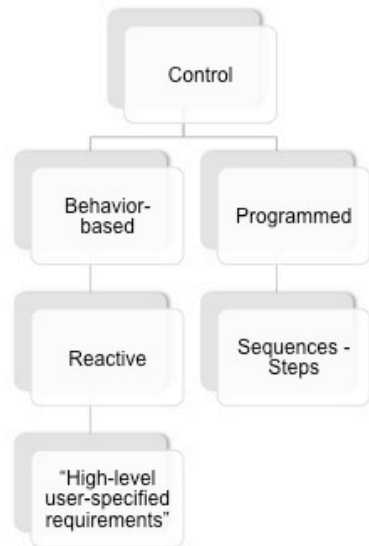 Control
Behavior-
based
Programmed
Reactive
Sequences -
Steps
“High-level
user-specified
requirements”